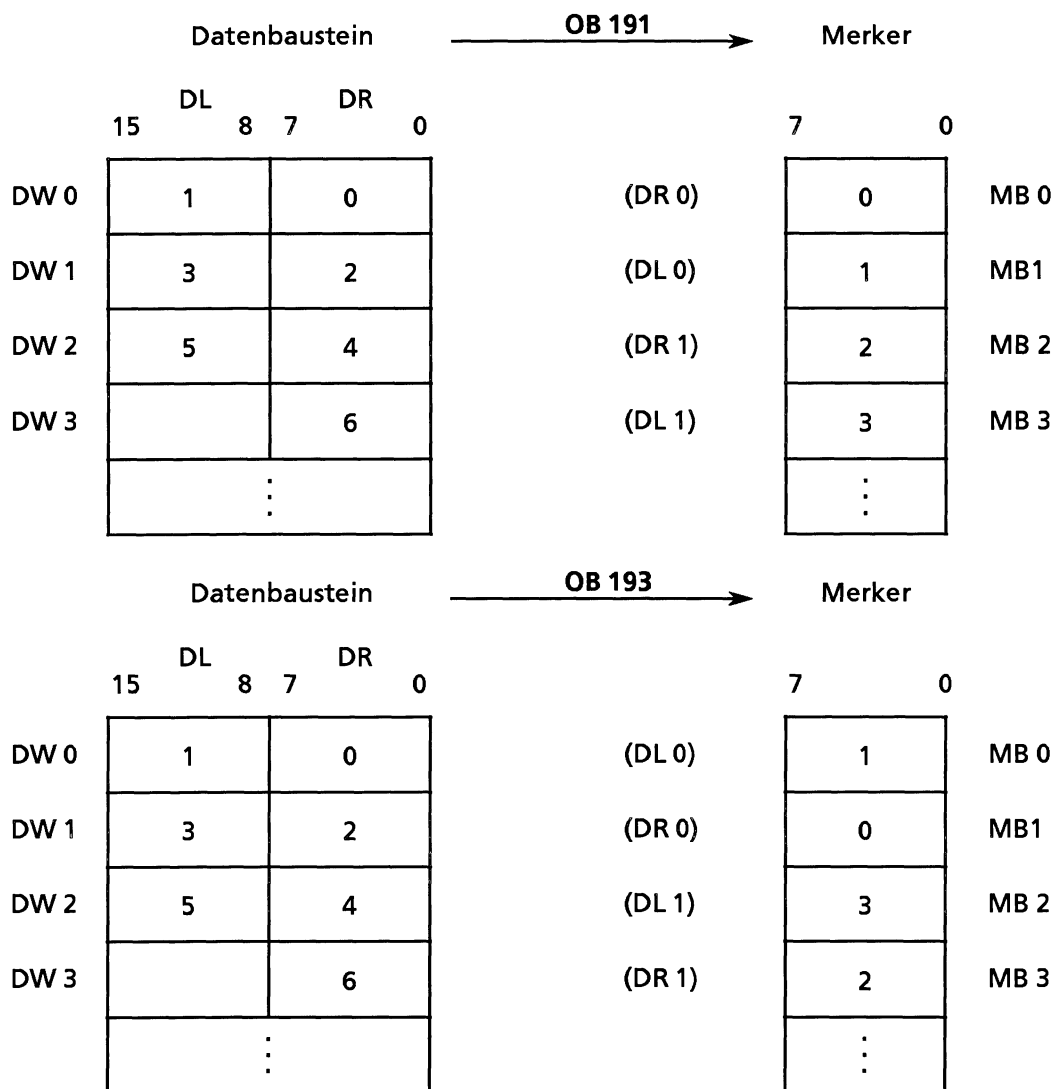 Datenbaustein OB 191 Merker
DL DR
15 8 7 0 7 0
DW 0 1 0 (DR 0) 0 MB 0
DW 1 3 2 (DL 0) 1 MB1
DW 2 5 4 (DR 1) 2 MB 2
DW 3 6 (DL 1) 3 MB 3
Datenbaustein OB 193 Merker
DL DR
15 8 7 0 7 0
DW 0 1 0 (DL 0) 1 MB 0
DW 1 3 2 (DR 0) 0 MB1
DW 2 5 4 (DL 1) 3 MB 2
DW 3 6 (DR 1) 2 MB 3